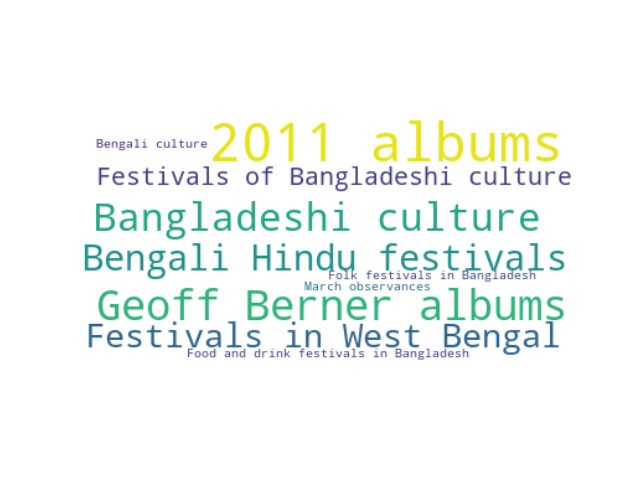 2011 albums
Bengali culture
Festivals of Bangladeshi culture
Bangladeshi culture
Bengali Hindu festivals
Folk festivals in Bangladesh
March observances
Geoff Berner albums
Festivals in West Bengal
Food and drink festivals in Bangladesh